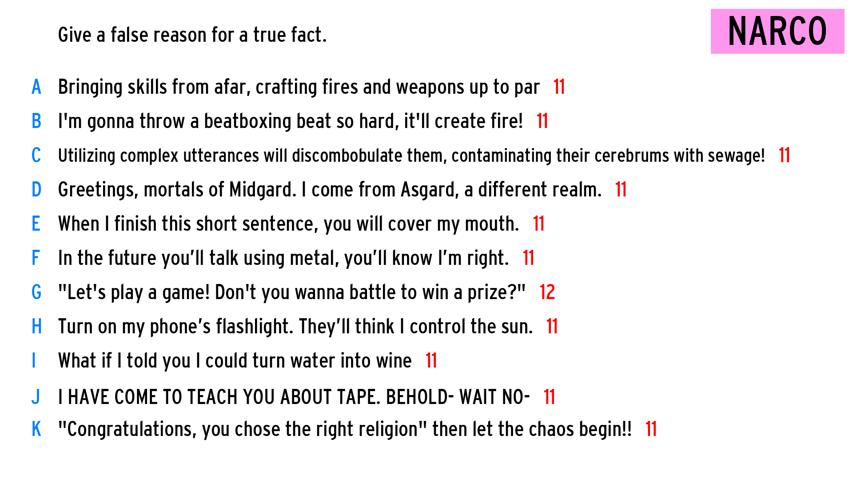 Give a false reason for a true fact.
NARCO
A Bringing skills from afar, crafting fires and weapons up to par 11
B I'm gonna throw a beatboxing beat so hard, it'll create fire! 11
C Utilizing complex utterances will discombobulate them, contaminating their cerebrums with sewage! 11
D Greetings, mortals of Midgard. I come from Asgard, a different realm. 11
E When I finish this short sentence, you will cover my mouth. 11
F In the future you’ll talk using metal, you’ll know I’m right. 11
G "Let's play a game! Don't you wanna battle to win a prize?" 12
H Turn on my phone’s flashlight. They’ll think I control the sun. 11
I What if I told you I could turn water into wine 11
J I HAVE COME TO TEACH YOU ABOUT TAPE. BEHOLD- WAIT NO- 11
K "Congratulations, you chose the right religion" then let the chaos begin!! 11